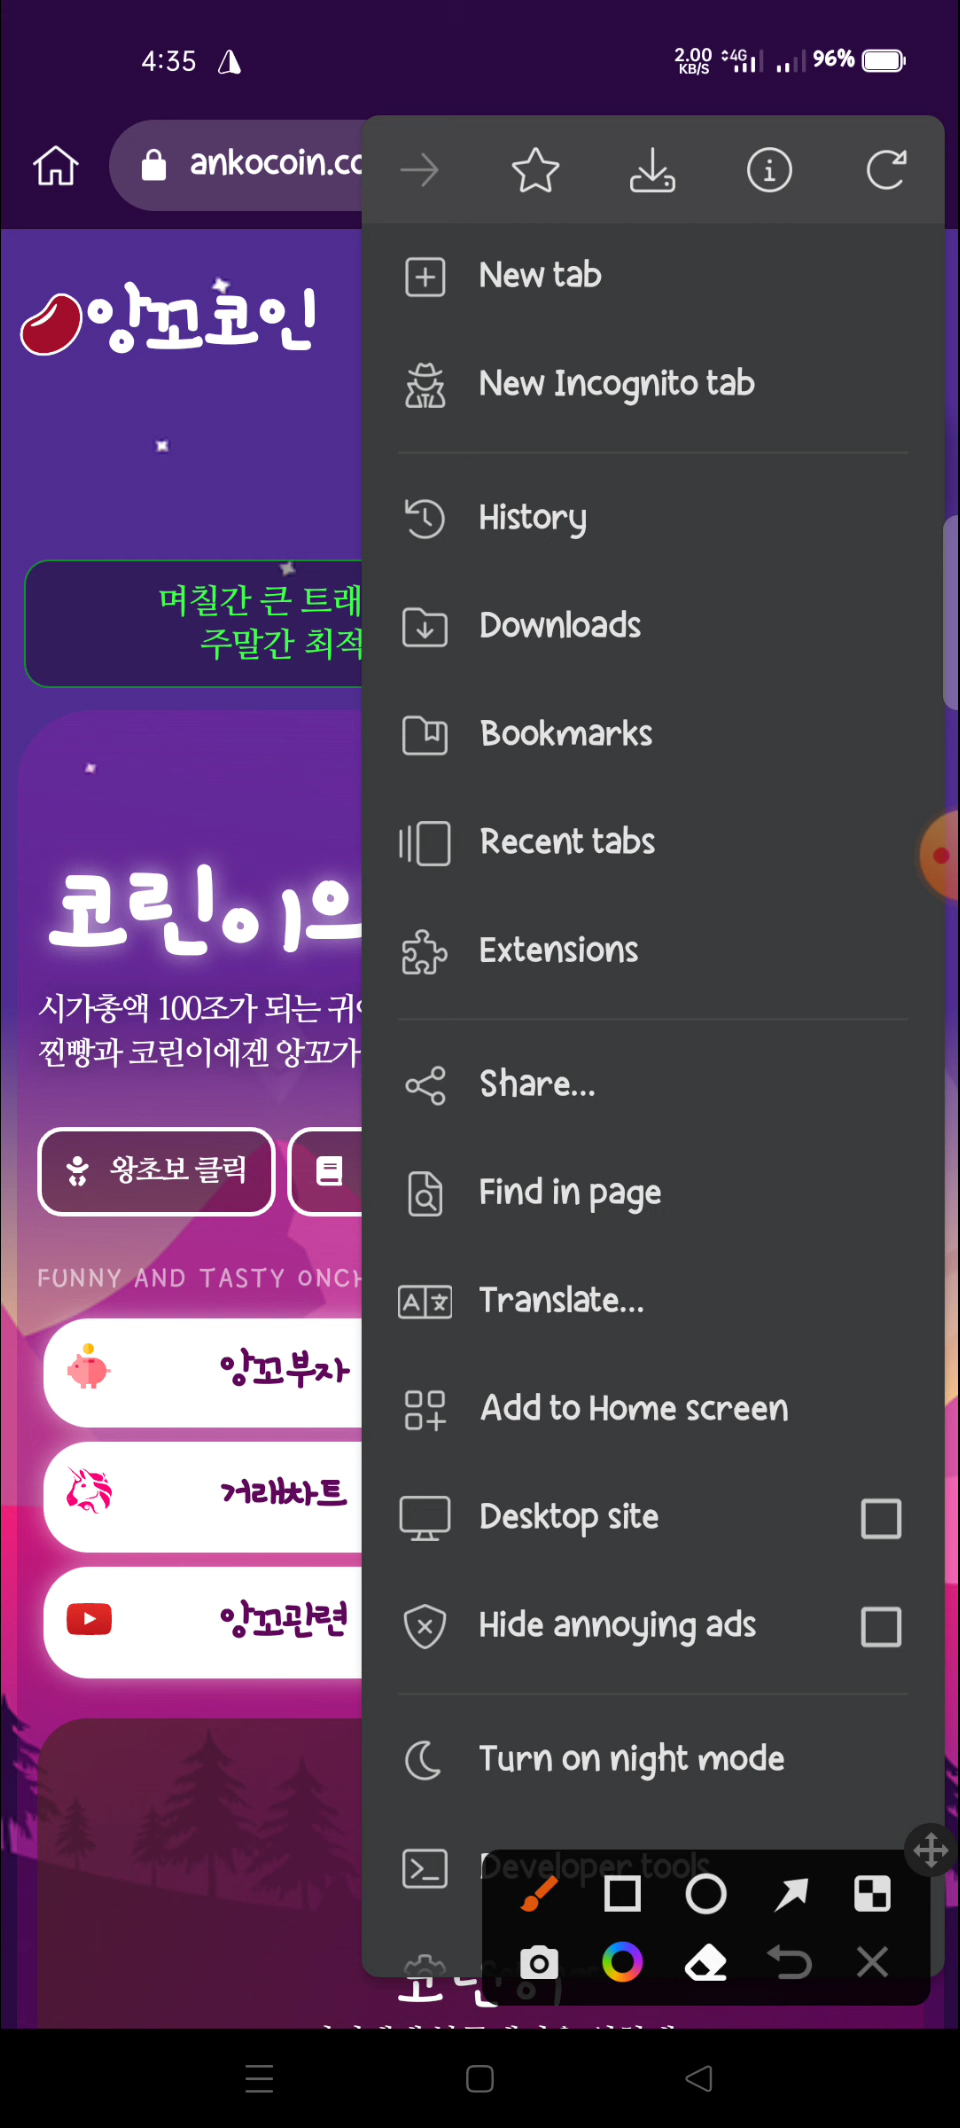 4:35
2.00
KB/S
4G
96%
ankocoin.co
앙꼬코인
며칠간 큰 트래
주말간 최적
코린이의
시가총액 100조가 되는 귀
찐빵과 코린이에겐 앙꼬가
왕초보 클릭
FUNNY AND TASTY ONCH
앙꼬부자
거래차트
앙꼬관련
New tab
New Incognito tab
History
Downloads
Bookmarks
Recent tabs
Extensions
Share...
Find in page
Translate...
Add to Home screen
Desktop site
Hide annoying ads
Turn on night mode
Developer tools